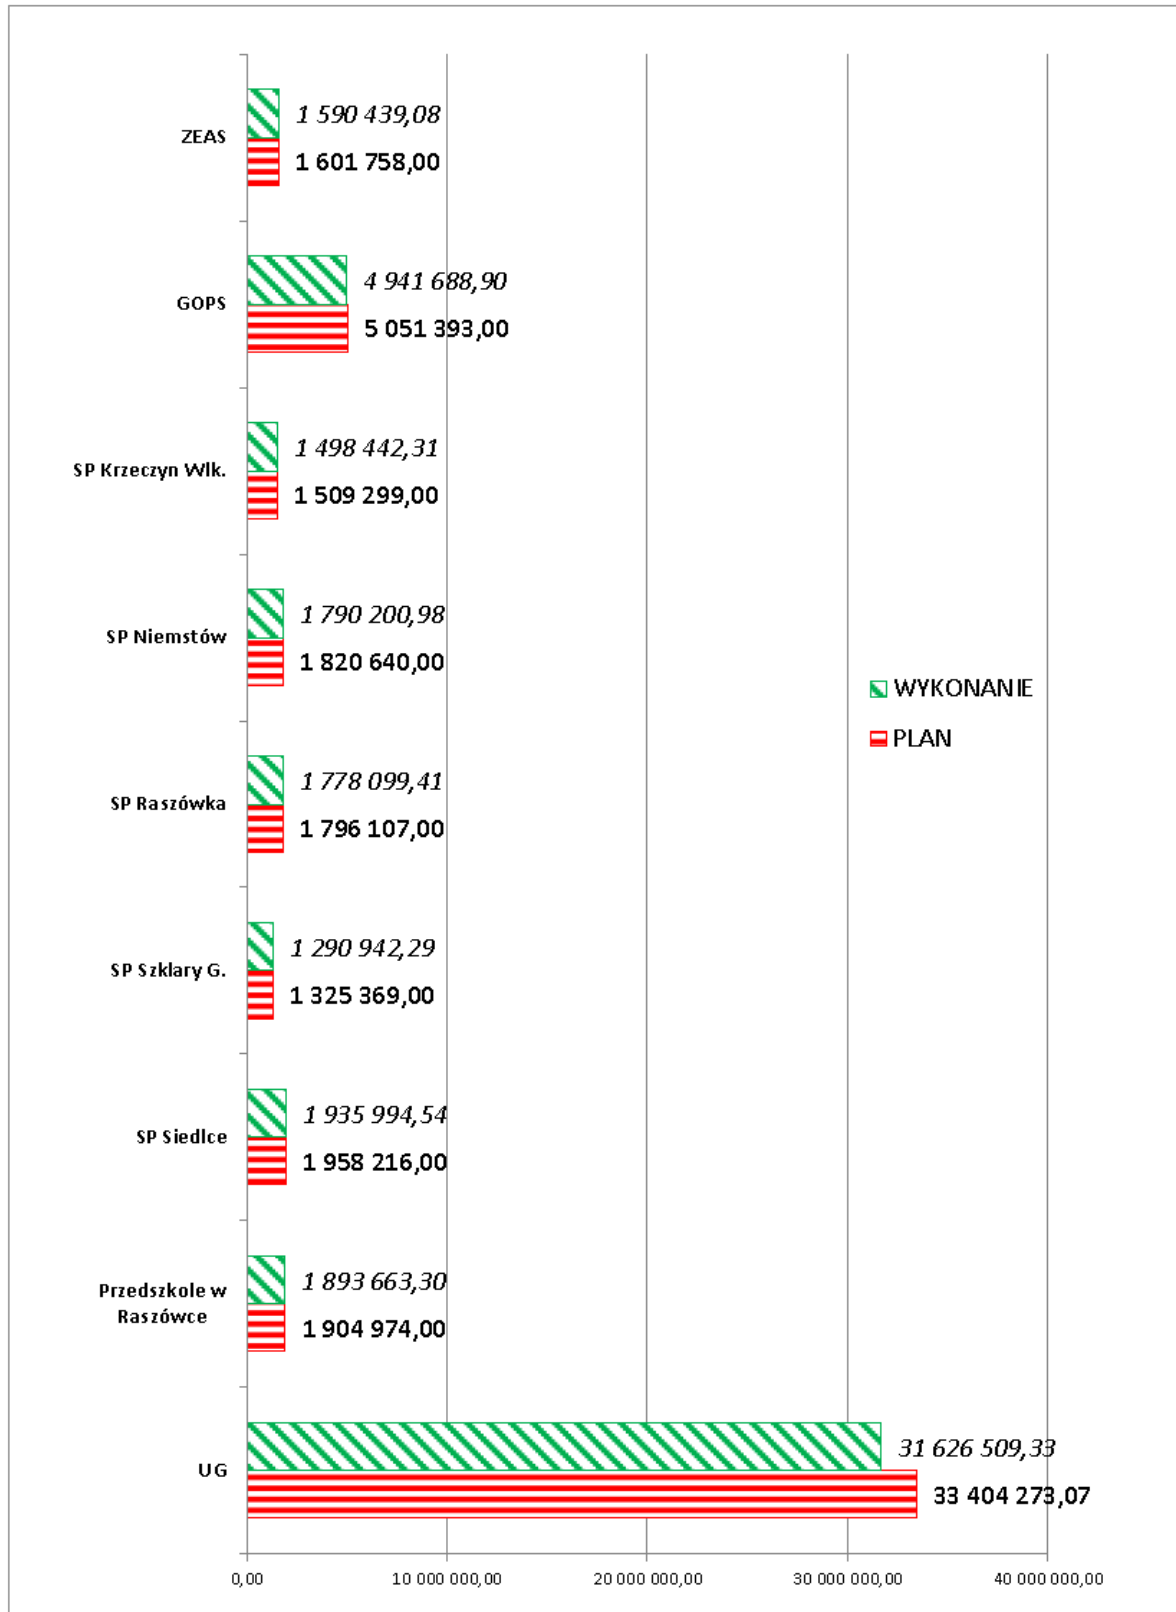 1 590 439,08
ZEAS
1 601 758,00
4 941 688,90
GOPS
5 051 393,00
1 498 442,31
SP Krzeczyn Wlk.
1 509 299,00
1 790 200,98
SP Niemstów
1 820 640,00
WYKONANIE
PLAN
1 778 099,41
SP Raszówka
1 796 107,00
1 290 942,29
SP Szklary G.
1 325 369,00
1 935 994,54
SP Siedlce
1 958 216,00
1 893 663,30
Przedszkole w
Raszówce
1 904 974,00
31 626 509,33
UG
33 404 273,07
0,00 10 000 000,00 20 000 000,00 30 000 000,00 40 000 000,00